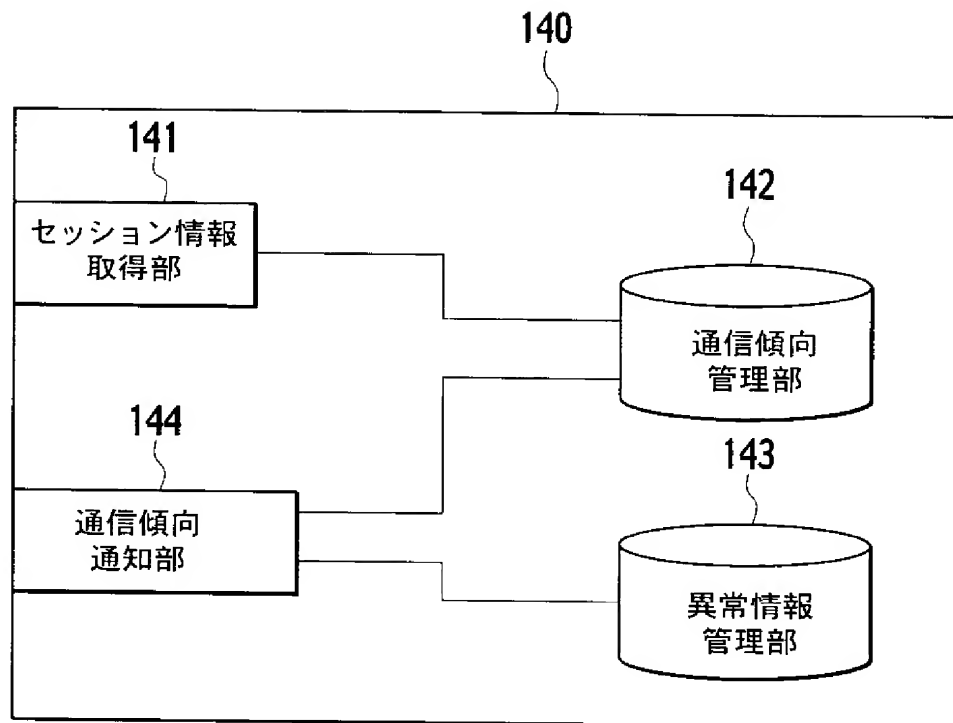 140
141
セッション情報
取得部
142
通信傾向
管理部
144
通信傾向
通知部
143
異常情報
管理部